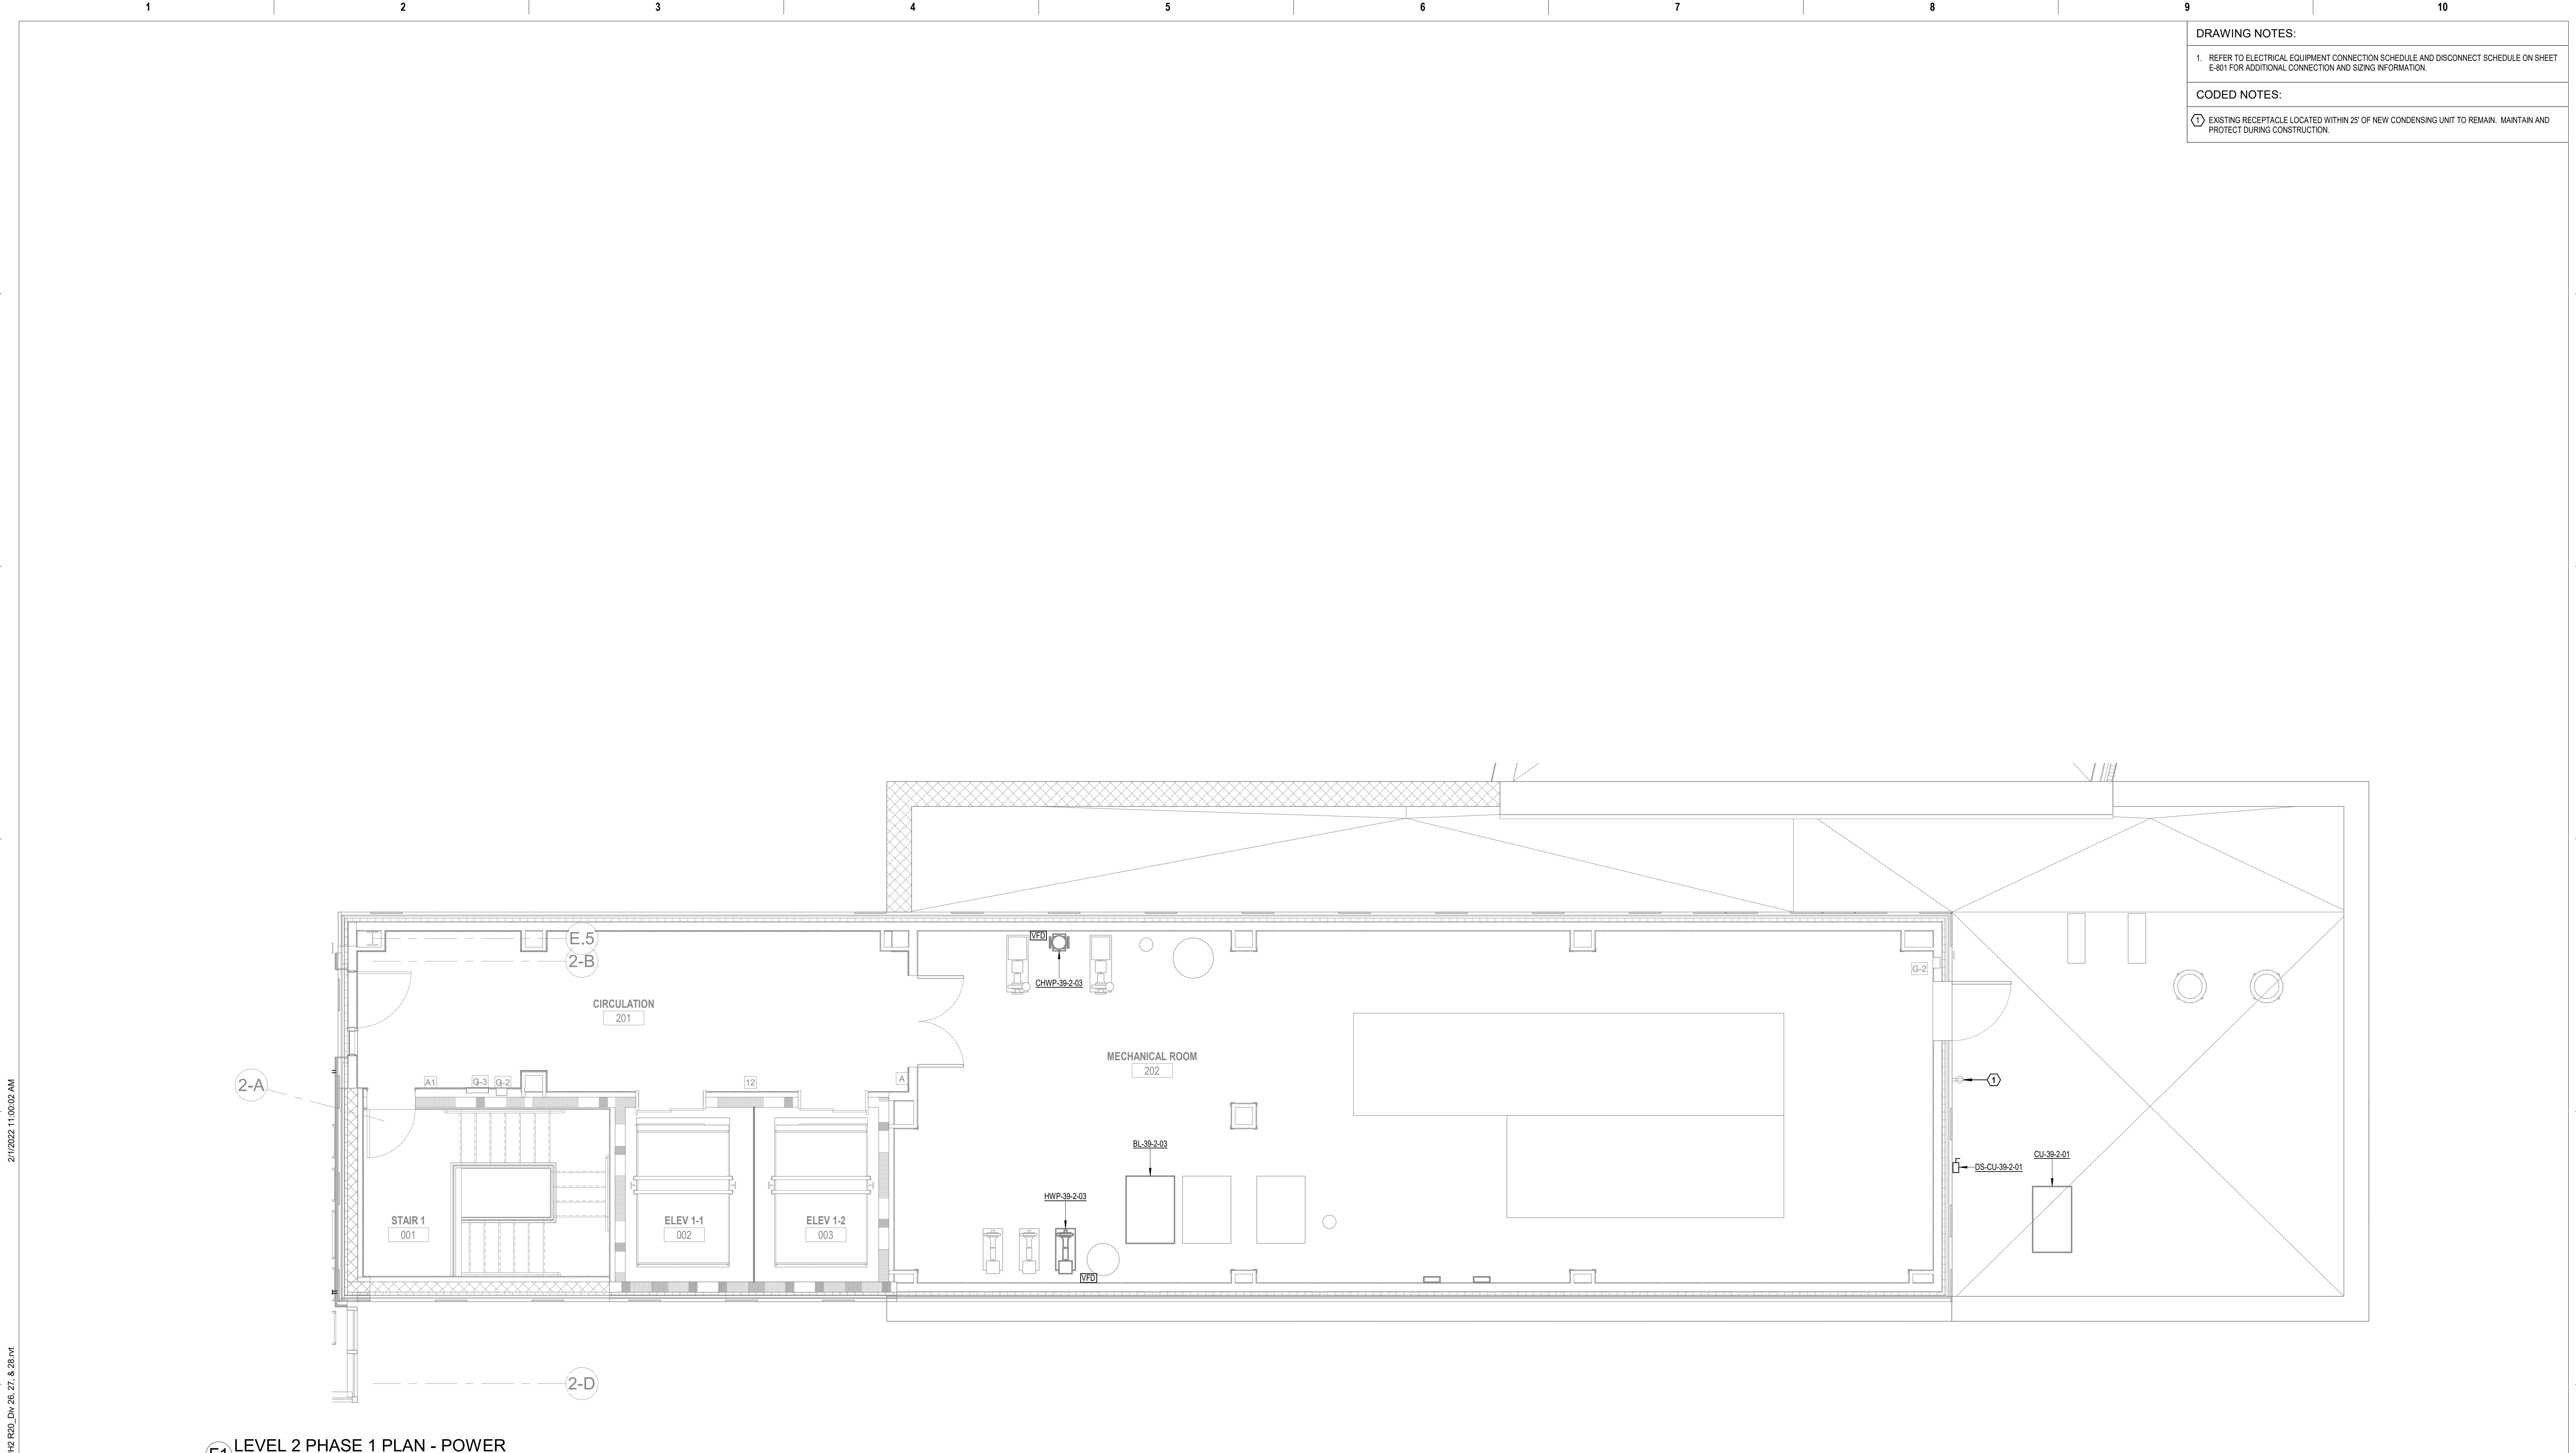 1 2 3 4 5 6 7 8 9 10
DRAWING NOTES:
1. REFER TO ELECTRICAL EQUIPMENT CONNECTION SCHEDULE AND DISCONNECT SCHEDULE ON SHEET
E-801 FOR ADDITIONAL CONNECTION AND SIZING INFORMATION.
CODED NOTES:
1 EXISTING RECEPTACLE LOCATED WITHIN 25' OF NEW CONDENSING UNIT TO REMAIN. MAINTAIN AND
PROTECT DURING CONSTRUCTION.
E.5
2-B
VFD
CHWP-39-2-03
G-2
CIRCULATION
201
MECHANICAL ROOM
202
2-A
A1
G-3
G-2
12
A
1
BL-39-2-03
CU-39-2-01
DS-CU-39-2-01
HWP-39-2-03
STAIR 1
001
ELEV 1-1
002
ELEV 1-2
003
VFD
2-D
LEVEL 2 PHASE 1 PLAN - POWER
2/1/2022 11:00:02 AM
R20_Div 26, 27, & 28.rvt